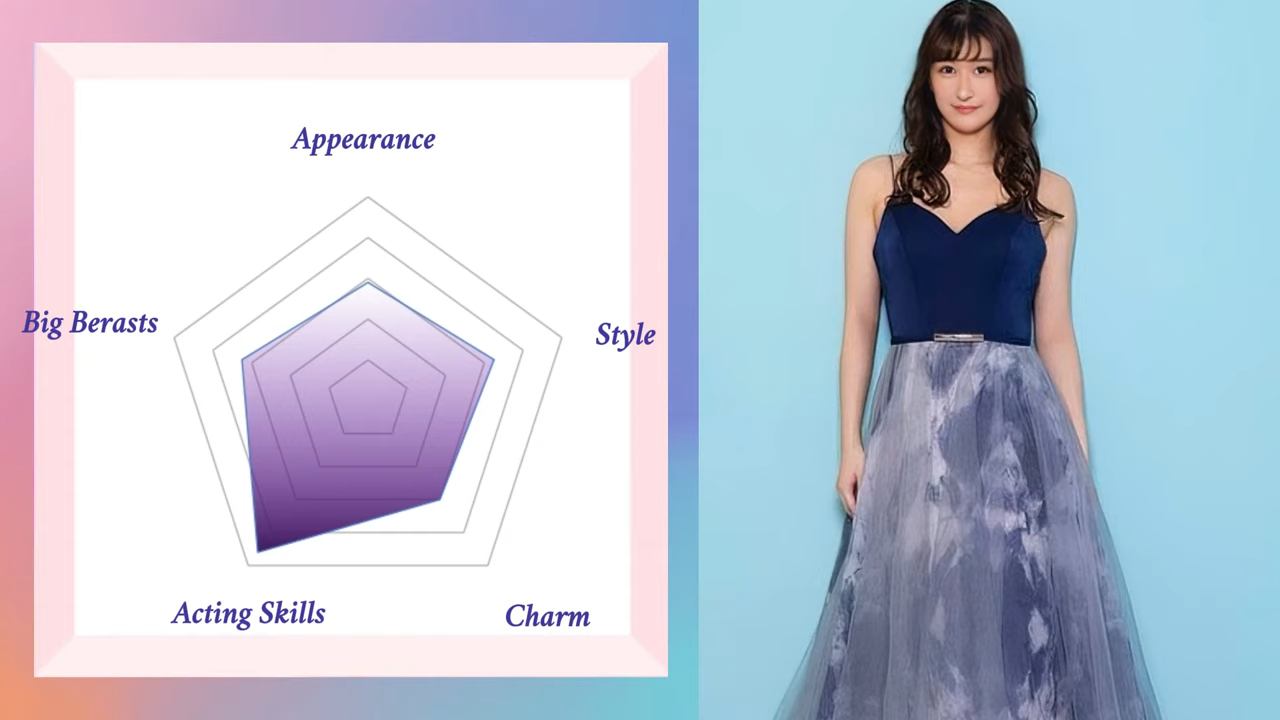 Appearance
Big Berasts
Style
Acting Skills
Charm